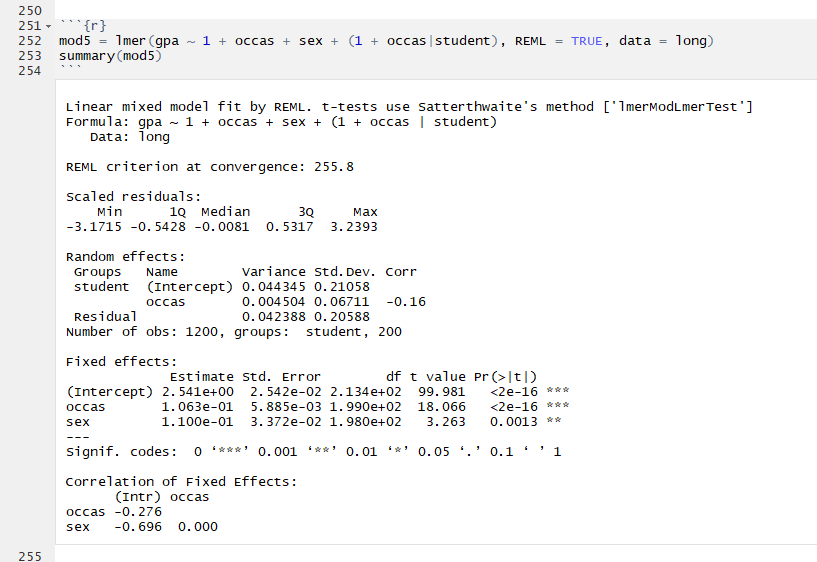 250
251 ```{r}
252 mod5 = lmer(gpa ~ 1 + occas + sex + (1 + occas|student), REML = TRUE, data = long)
253 summary(mod5)
254 ```
Linear mixed model fit by REML. t-tests use Satterthwaite's method ['lmerModLmerTest']
Formula: gpa ~ 1 + occas + sex + (1 + occas | student)
   Data: long
REML criterion at convergence: 255.8
Scaled residuals:
    Min      1Q  Median      3Q     Max
-3.1715 -0.5428 -0.0081  0.5317  3.2393
Random effects:
 Groups   Name        Variance Std.Dev. Corr
 student  (Intercept) 0.044345 0.21058
          occas       0.004504 0.06711  -0.16
 Residual             0.042388 0.20588
Number of obs: 1200, groups:  student, 200
Fixed effects:
             Estimate Std. Error        df t value Pr(>|t|)
(Intercept) 2.541e+00  2.542e-02 2.134e+02  99.981   <2e-16 ***
occas       1.063e-01  5.885e-03 1.990e+02  18.066   <2e-16 ***
sex         1.100e-01  3.372e-02 1.980e+02   3.263   0.0013 **
---
Signif. codes:  0 ‘***’ 0.001 ‘**’ 0.01 ‘*’ 0.05 ‘.’ 0.1 ‘ ’ 1
Correlation of Fixed Effects:
      (Intr) occas
occas -0.276
sex   -0.696  0.000
255